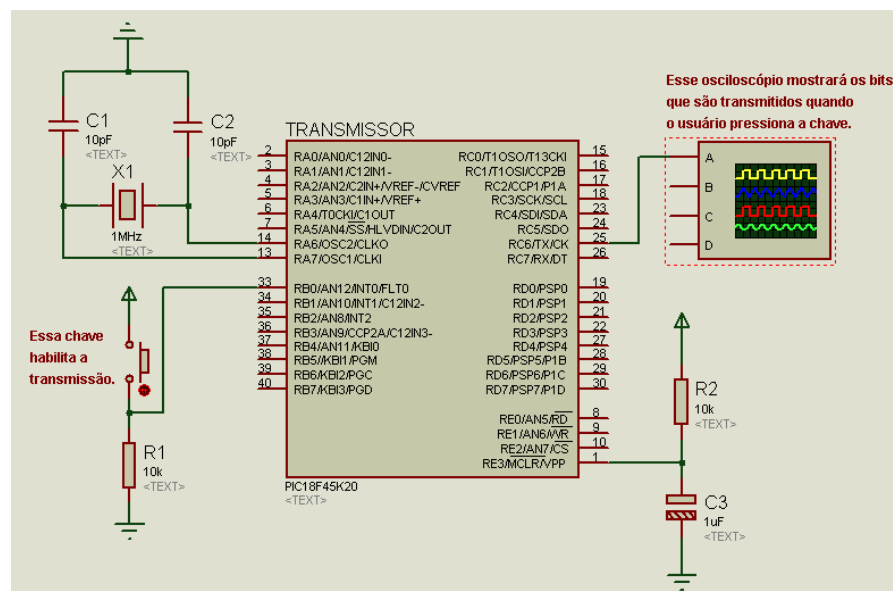 Esse osciloscópio mostrará os bits
que são transmitidos quando
o usuário pressiona a chave.
C1
10pF
<TEXT>
C2
10pF
<TEXT>
X1
1MHz
<TEXT>
TRANSMISSOR
2 RA0/AN0/C12IN0-
3 RA1/AN1/C12IN1-
4 RA2/AN2/C2IN+/VREF-/CVREF
5 RA3/AN3/C1IN+/VREF+
6 RA4/T0CKI/C1OUT
7 RA5/AN4/SS/HLVDIN/C2OUT
14 RA6/OSC2/CLKO
13 RA7/OSC1/CLKI
33 RB0/AN12/INT0/FLT0
34 RB1/AN10/INT1/C12IN2-
35 RB2/AN8/INT2
36 RB3/AN9/CCP2A/C12IN3-
37 RB4/AN11/KBI0
38 RB5/KBI1/PGM
39 RB6/KBI2/PGC
40 RB7/KBI3/PGD
RC0/T1OSO/T13CKI 15
RC1/T1OSI/CCP2B 16
RC2/CCP1/P1A 17
RC3/SCK/SCL 18
RC4/SDI/SDA 23
RC5/SDO 24
RC6/TX/CK 25
RC7/RX/DT 26
RD0/PSP0 19
RD1/PSP1 20
RD2/PSP2 21
RD3/PSP3 22
RD4/PSP4 27
RD5/PSP5/P1B 28
RD6/PSP6/P1C 29
RD7/PSP7/P1D 30
RE0/AN5/RD 8
RE1/AN6/WR 9
RE2/AN7/CS 10
RE3/MCLR/VPP 1
PIC18F45K20
<TEXT>
A
B
C
D
Essa chave
habilita a
transmissão.
R1
10k
<TEXT>
R2
10k
<TEXT>
C3
1uF
<TEXT>